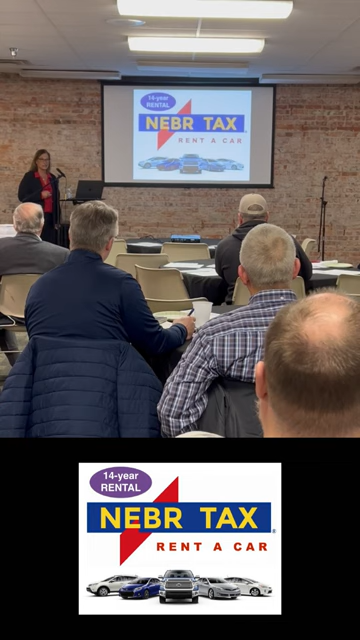 14-year
RENTAL
NEBR TAX
RENT A CAR
14-year
RENTAL
NEBR TAX®
RENT A CAR